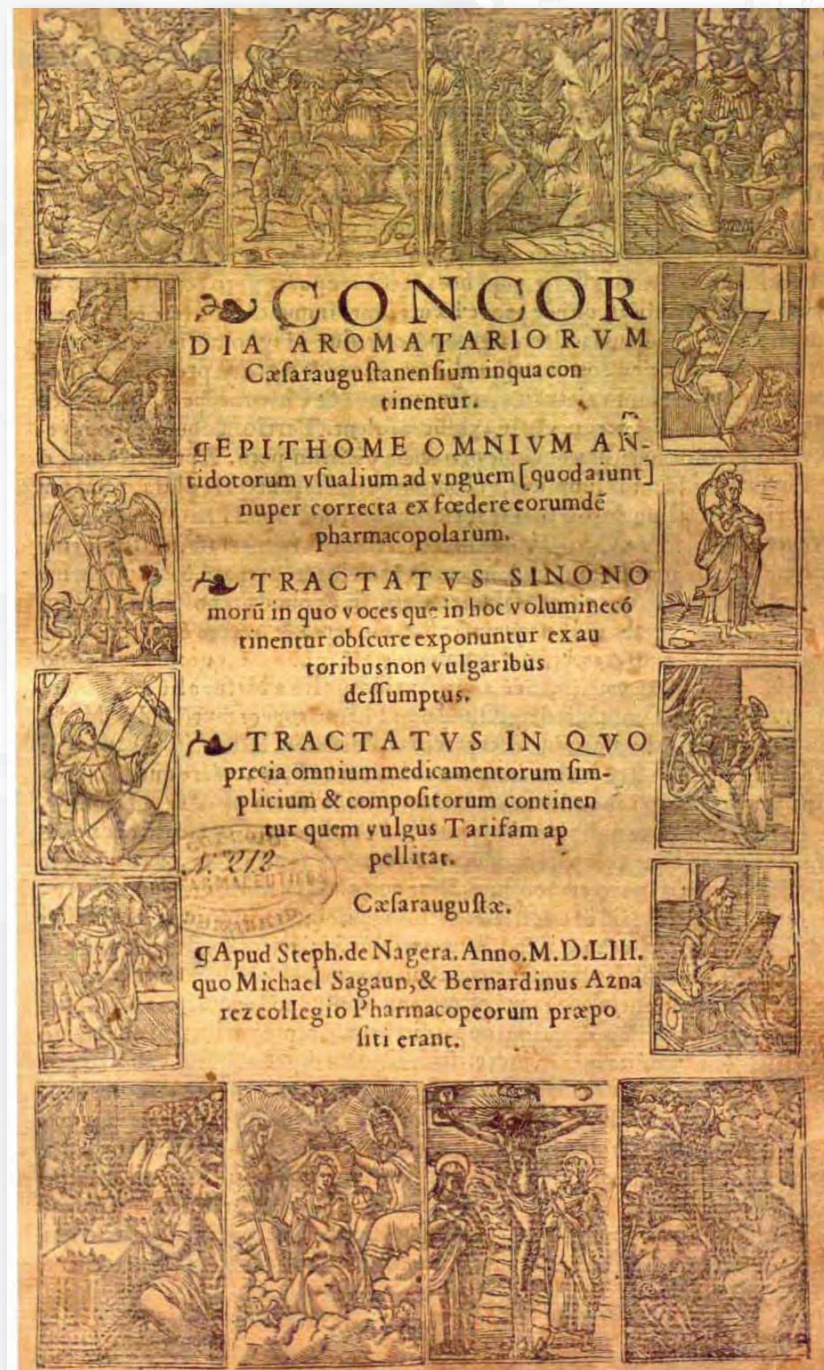 CONCOR
DIA AROMATARIORVM
Cæſarauguſtanenſium in qua con
tinentur.
¶EPITHOME OMNIVM AÑ-
tidotorum vſualium ad vnguem [quod aiunt]
nuper correcta ex fœdere eorumdẽ
pharmacopolarum.
TRACTATVS SINONO
morũ in quo voces que in hoc volumine cõ
tinentur obſcure exponuntur ex au
toribus non vulgaribus
deſſumptus.
TRACTATVS IN QVO
precia omnium medicamentorum ſim-
plicium & compoſitorum continen
tur quem vulgus Tarifam ap
pellitat.
N. 212
Cæſarauguſtæ.
¶Apud Steph. de Nagera. Anno. M.D.LIII.
quo Michael Sagaun, & Bernardinus Azna
rez collegio Pharmacopeorum præpo
ſiti erant.